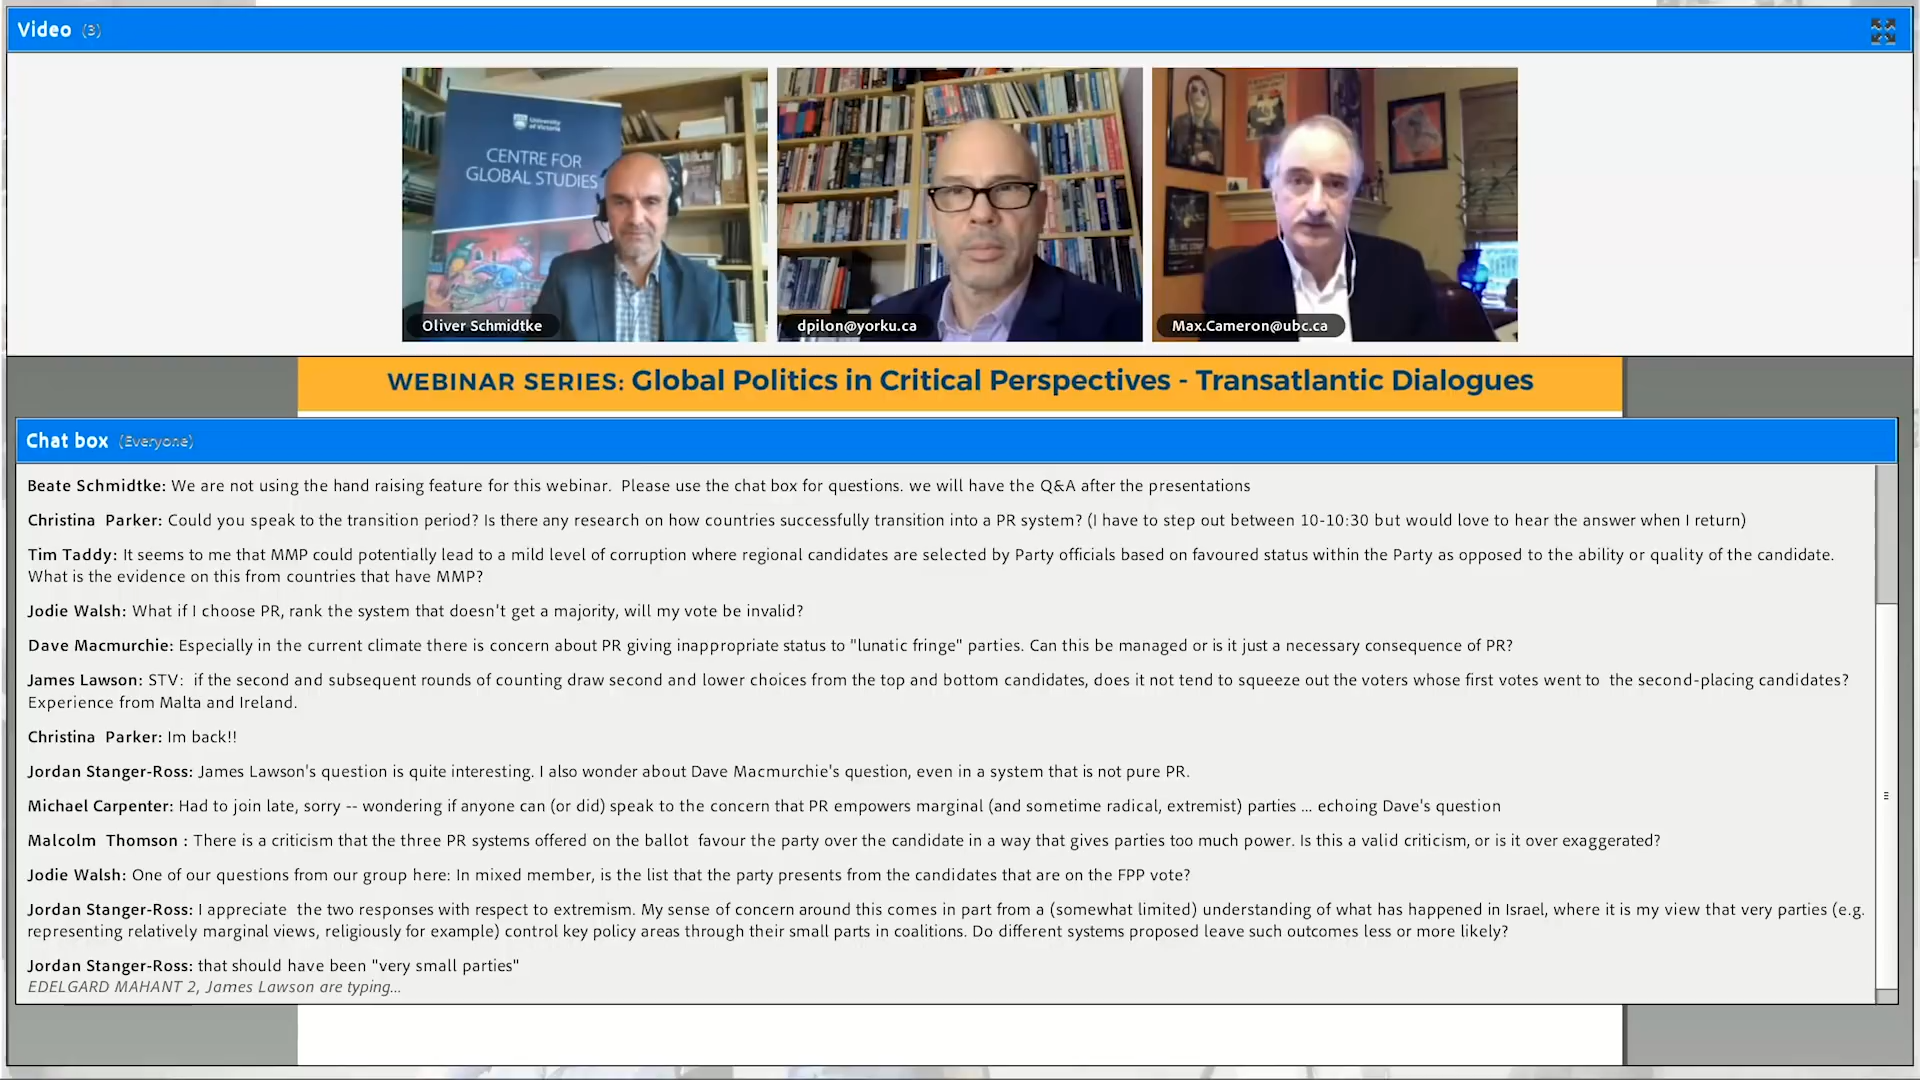 Video (3)
University
of Victoria
CENTRE FOR
GLOBAL STUDIES
Oliver Schmidtke
dpilon@yorku.ca
Max.Cameron@ubc.ca
WEBINAR SERIES: Global Politics in Critical Perspectives - Transatlantic Dialogues
Chat box (Everyone)
Beate Schmidtke: We are not using the hand raising feature for this webinar.  Please use the chat box for questions. we will have the Q&A after the presentations
Christina  Parker: Could you speak to the transition period? Is there any research on how countries successfully transition into a PR system? (I have to step out between 10-10:30 but would love to hear the answer when I return)
Tim Taddy: It seems to me that MMP could potentially lead to a mild level of corruption where regional candidates are selected by Party officials based on favoured status within the Party as opposed to the ability or quality of the candidate.
What is the evidence on this from countries that have MMP?
Jodie Walsh: What if I choose PR, rank the system that doesn't get a majority, will my vote be invalid?
Dave Macmurchie: Especially in the current climate there is concern about PR giving inappropriate status to "lunatic fringe" parties. Can this be managed or is it just a necessary consequence of PR?
James Lawson: STV:  if the second and subsequent rounds of counting draw second and lower choices from the top and bottom candidates, does it not tend to squeeze out the voters whose first votes went to  the second-placing candidates?
Experience from Malta and Ireland.
Christina  Parker: Im back!!
Jordan Stanger-Ross: James Lawson's question is quite interesting. I also wonder about Dave Macmurchie's question, even in a system that is not pure PR.
Michael Carpenter: Had to join late, sorry -- wondering if anyone can (or did) speak to the concern that PR empowers marginal (and sometime radical, extremist) parties ... echoing Dave's question
Malcolm  Thomson : There is a criticism that the three PR systems offered on the ballot  favour the party over the candidate in a way that gives parties too much power. Is this a valid criticism, or is it over exaggerated?
Jodie Walsh: One of our questions from our group here: In mixed member, is the list that the party presents from the candidates that are on the FPP vote?
Jordan Stanger-Ross: I appreciate  the two responses with respect to extremism. My sense of concern around this comes in part from a (somewhat limited) understanding of what has happened in Israel, where it is my view that very parties (e.g.
representing relatively marginal views, religiously for example) control key policy areas through their small parts in coalitions. Do different systems proposed leave such outcomes less or more likely?
Jordan Stanger-Ross: that should have been "very small parties"
EDELGARD MAHANT 2, James Lawson are typing...